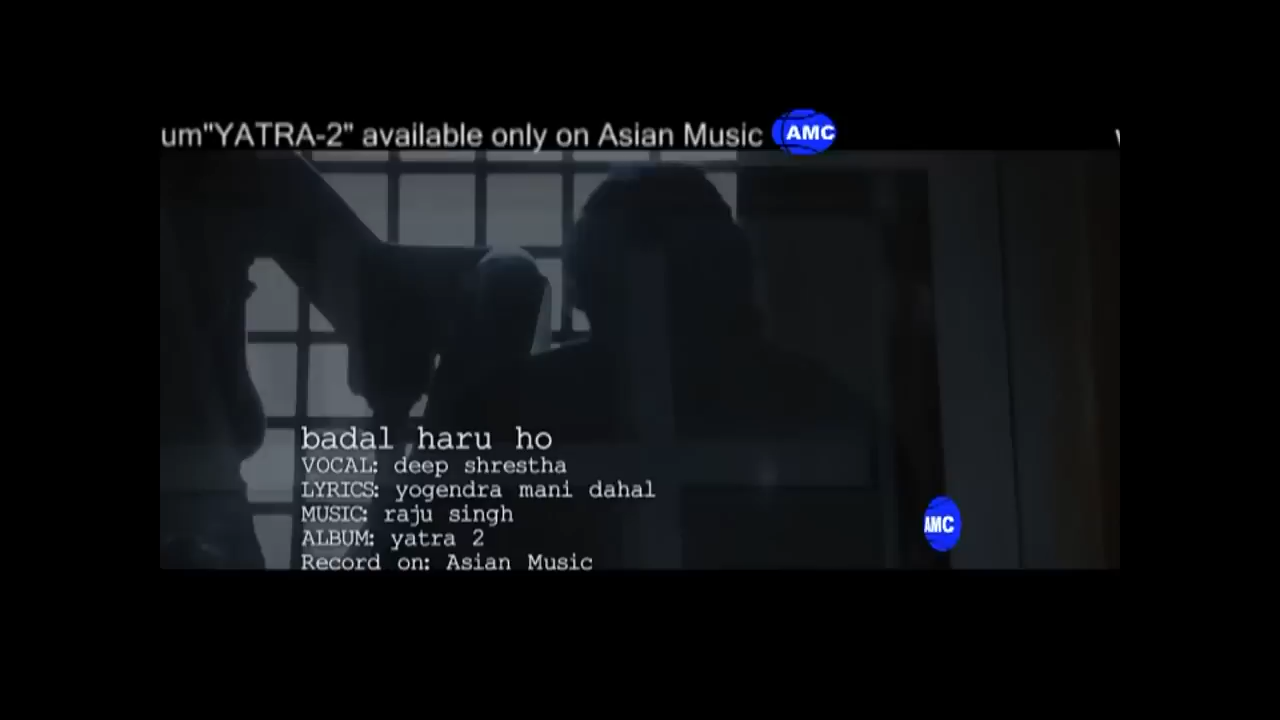 um"YATRA-2" available only on Asian Music AMC
badal haru ho
VOCAL: deep shrestha
LYRICS: yogendra mani dahal
MUSIC: raju singh
ALBUM: yatra 2
Record on: Asian Music
AMC